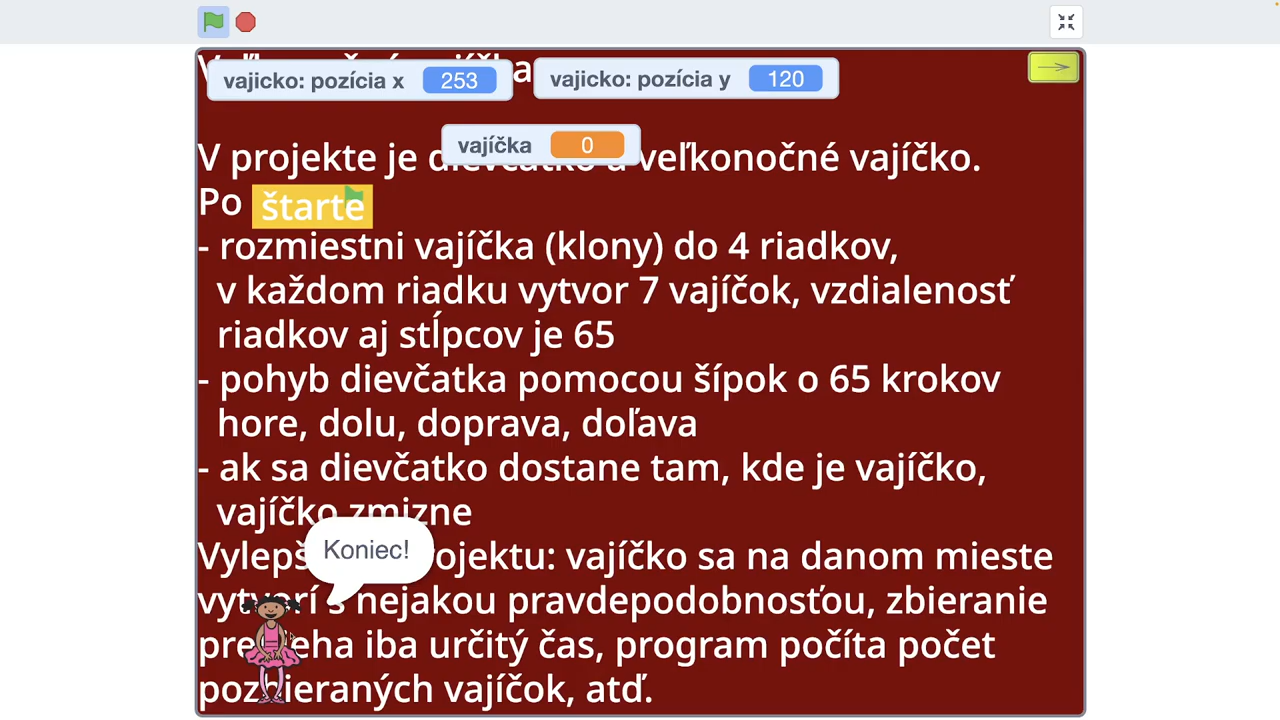 vajicko: pozícia x 253
vajicko: pozícia y 120
vajíčka 0
V projekte je veľkonočné vajíčko.
Po štarte
- rozmiestni vajíčka (klony) do 4 riadkov,
v každom riadku vytvor 7 vajíčok, vzdialenosť
riadkov aj stĺpcov je 65
- pohyb dievčatka pomocou šípok o 65 krokov
hore, dolu, doprava, doľava
- ak sa dievčatko dostane tam, kde je vajíčko,
vajíčko zmizne
Koniec!
vajíčko sa na danom mieste
nejakou pravdepodobnosťou, zbieranie
iba určitý čas, program počíta počet
pozbieraných vajíčok, atď.